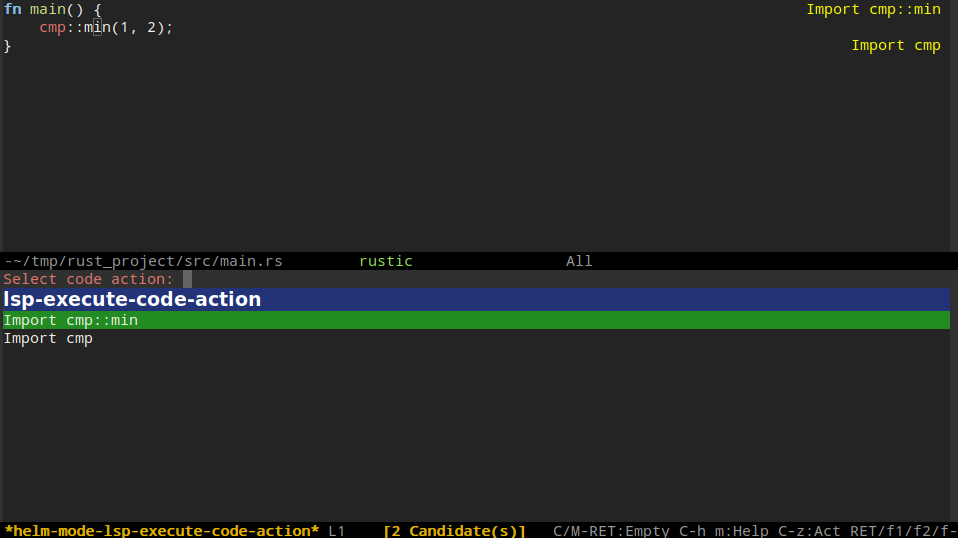 fn main() { Import cmp::min
    cmp::min(1, 2);
} Import cmp
-~/tmp/rust_project/src/main.rs rustic All
Select code action:
lsp-execute-code-action
Import cmp::min
Import cmp
*helm-mode-lsp-execute-code-action* L1 [2 Candidate(s)] C/M-RET:Empty C-h m:Help C-z:Act RET/f1/f2/f-